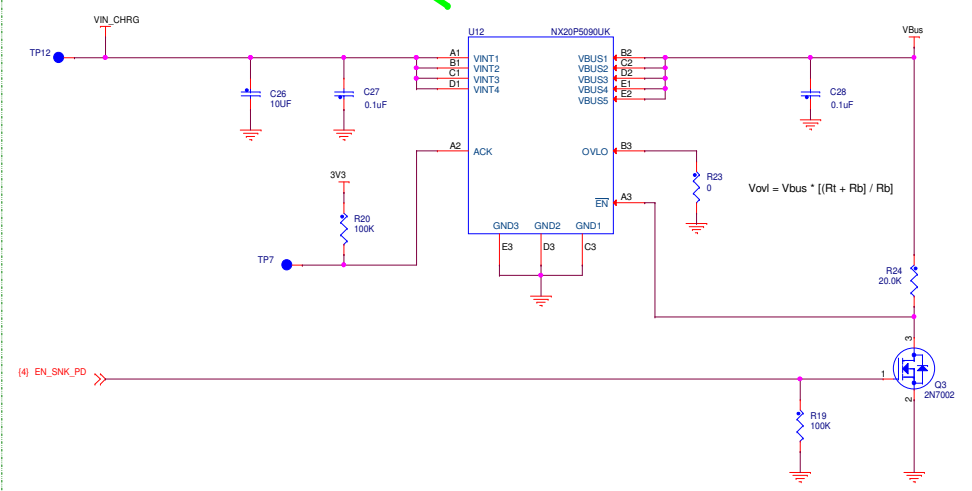 VIN_CHRG
TP12
C26
10UF
C27
0.1uF
U12
NX20P5090UK
A1
B1
C1
D1
VINT1
VINT2
VINT3
VINT4
VBUS1
VBUS2
VBUS3
VBUS4
VBUS5
B2
C2
D2
E1
E2
VBus
C28
0.1uF
A2
ACK
OVLO
B3
R23
0
Vovl = Vbus * [(Rt + Rb] / Rb]
EN
A3
3V3
R20
100K
TP7
GND3
GND2
GND1
E3
D3
C3
R24
20.0K
{4} EN_SNK_PD
R19
100K
3
1
2
Q3
2N7002